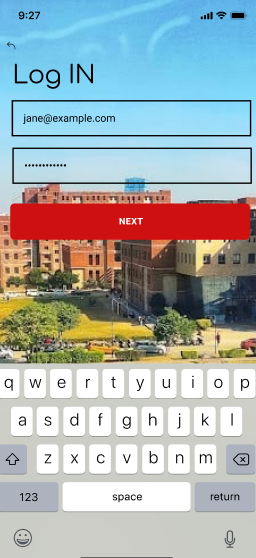 9:27
Log IN
jane@example.com
••••••••••••
NEXT
q w e r t y u i o p
a s d f g h j k l
z x c v b n m
123 space return